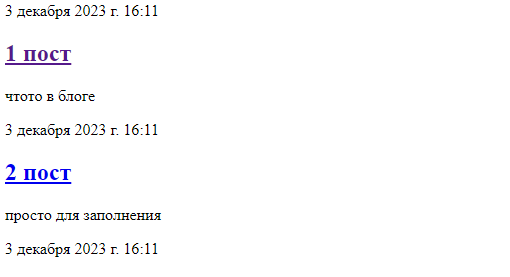 3 декабря 2023 г. 16:11
1 пост
чтото в блоге
3 декабря 2023 г. 16:11
2 пост
просто для заполнения
3 декабря 2023 г. 16:11